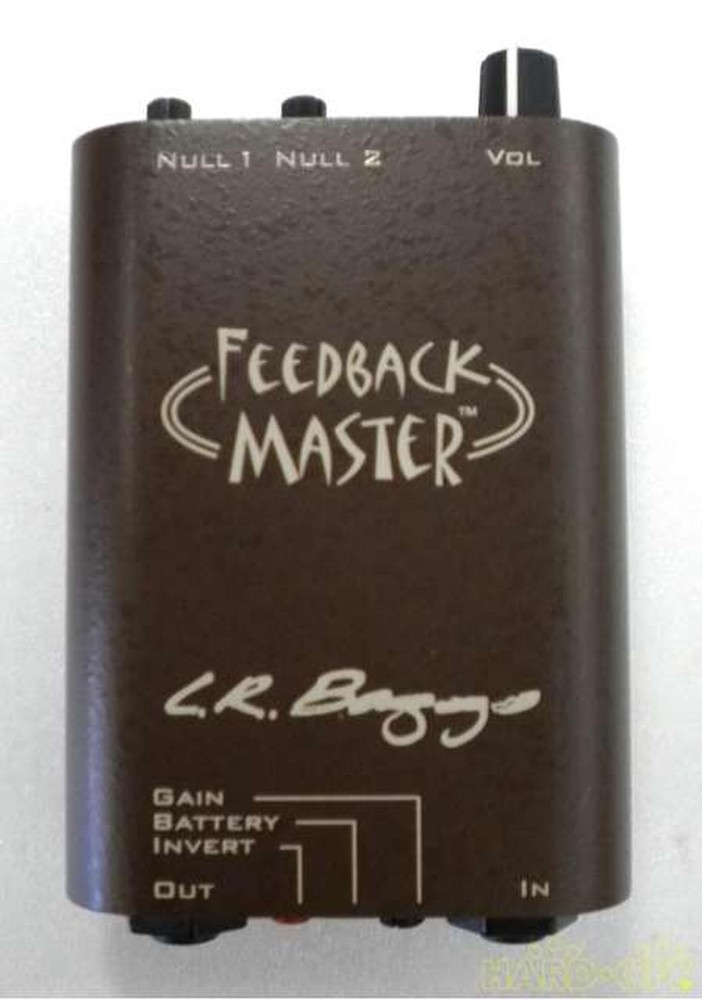 NULL 1 NULL 2 VOL
FEEDBACK
MASTER™
L.R. Baggs
GAIN
BATTERY
INVERT
OUT IN
HARD•OFF